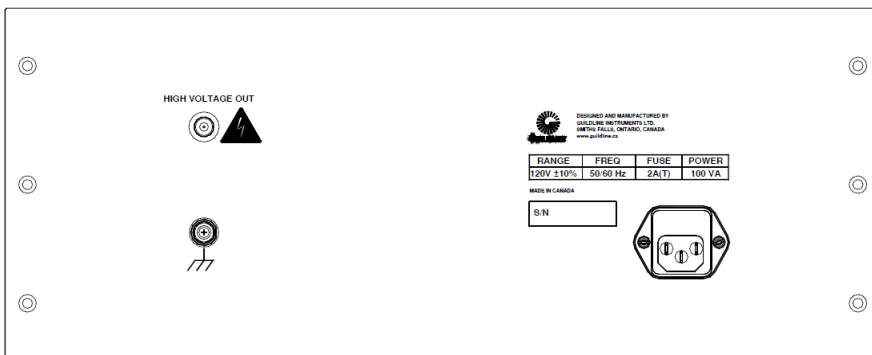 HIGH VOLTAGE OUT
DESIGNED AND MANUFACTURED BY
GUILDLINE INSTRUMENTS LTD.
SMITHS FALLS, ONTARIO, CANADA
www.guildline.ca
RANGE FREQ FUSE POWER
120V ±10% 50/60 Hz 2A(T) 100 VA
MADE IN CANADA
S/N